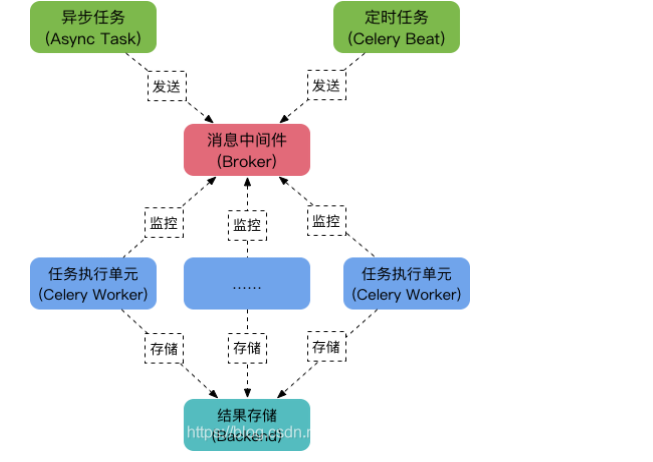 异步任务
(Async Task)
定时任务
(Celery Beat)
发送
发送
消息中间件
(Broker)
监控
监控
监控
任务执行单元
(Celery Worker)
......
任务执行单元
(Celery Worker)
存储
存储
存储
结果存储
(Backend)
https://blog.csdn.n